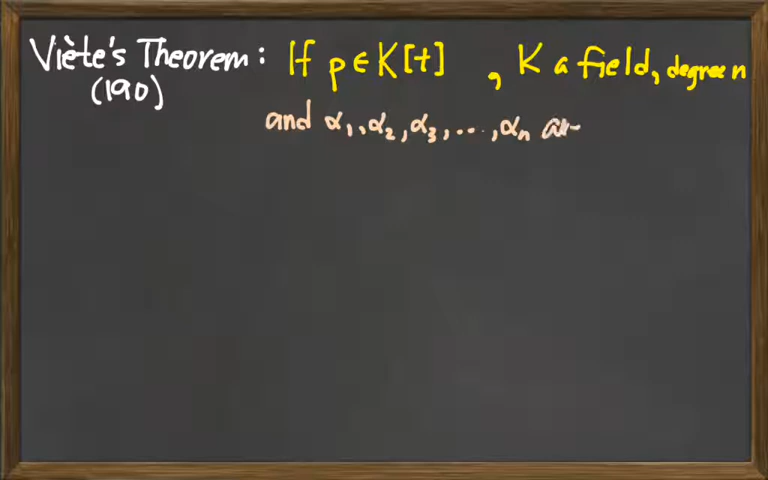 Viète's Theorem: If p ∈ K[t] , K a field, degree n
(190)
and α₁, α₂, α₃, ..., αₙ